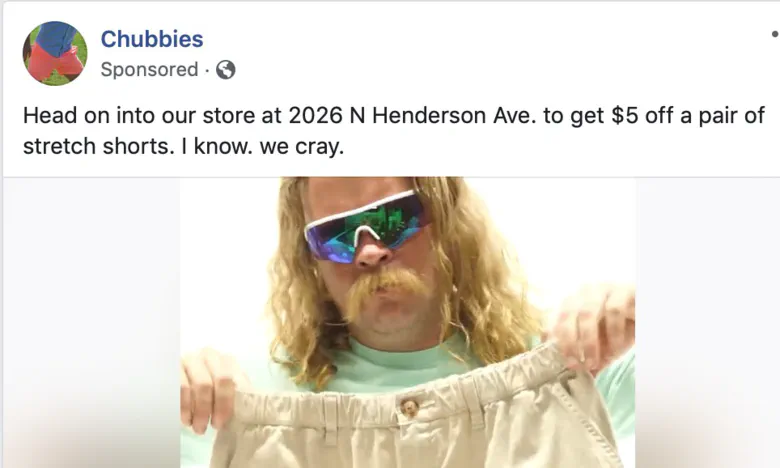 Chubbies
Sponsored ·
Head on into our store at 2026 N Henderson Ave. to get $5 off a pair of
stretch shorts. I know. we cray.